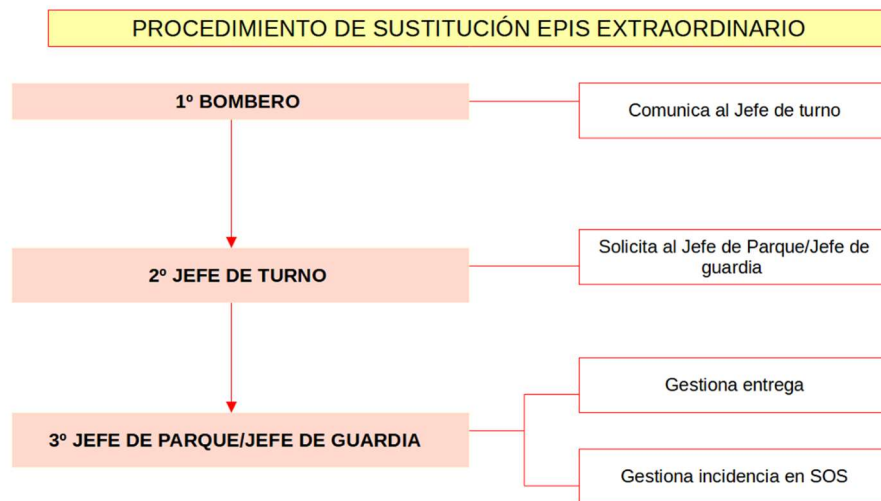 PROCEDIMIENTO DE SUSTITUCIÓN EPIS EXTRAORDINARIO
1º BOMBERO
Comunica al Jefe de turno
2º JEFE DE TURNO
Solicita al Jefe de Parque/Jefe de
guardia
Gestiona entrega
3º JEFE DE PARQUE/JEFE DE GUARDIA
Gestiona incidencia en SOS